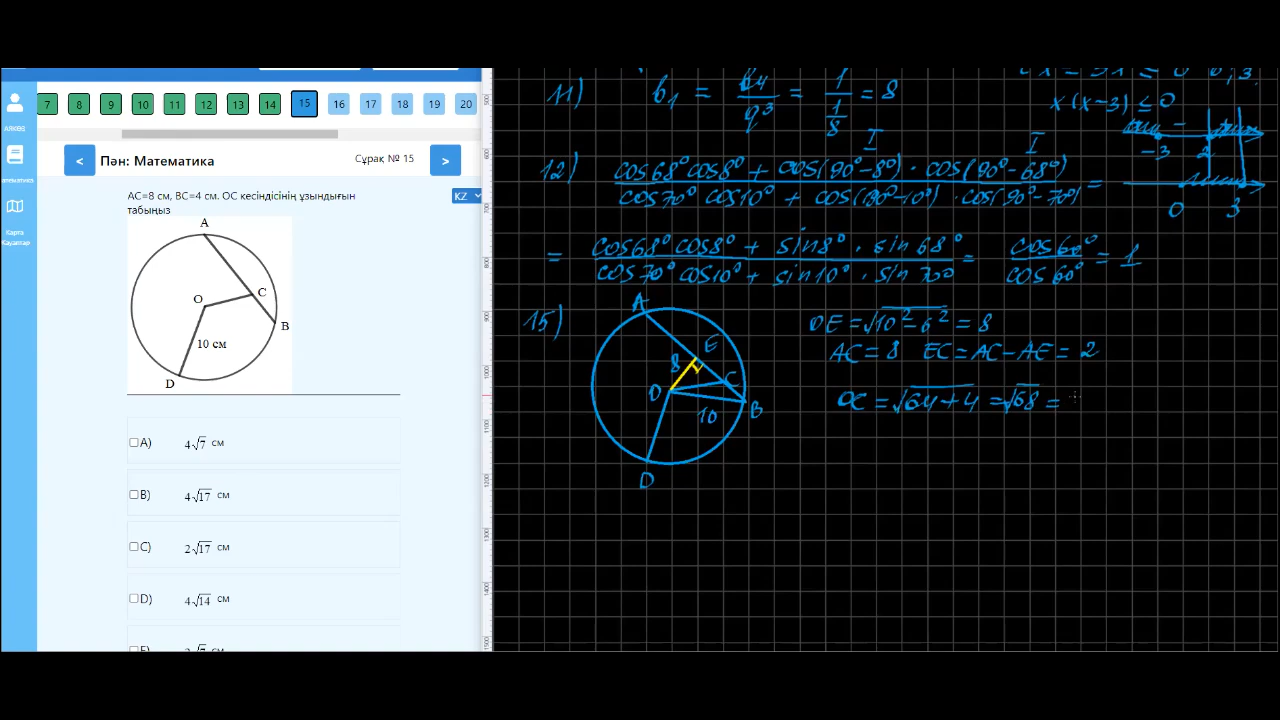 7 8 9 10 11 12 13 14 15 16 17 18 19 20
< Пән: Математика Сұрақ № 15 >
AC=8 см, BC=4 см. OC кесіндісінің ұзындығын
табыңыз
KZ
A
O
C
B
10 см
D
A) 4√7 см
B) 4√17 см
C) 2√17 см
D) 4√14 см
Карта
11) b₁ = b₄/q³ = 1/(1/8) = 8
x(x-3) ≤ 0
-3 2
0 3
I I
12) (cos68° cos8° + cos(90°-8°) · cos(90°-68°))/(cos70° cos10° + cos(90°-10°) · cos(90°-70°)) =
= (cos68° cos8° + sin8° · sin68°)/(cos70° cos10° + sin10° · sin70°) = cos60°/cos60° = 1
15)
A
E
8
C
O
B
10
D
OE = √10²-6² = 8
AC = 8 EC = AC - AE = 2
OC = √64+4 = √68 =